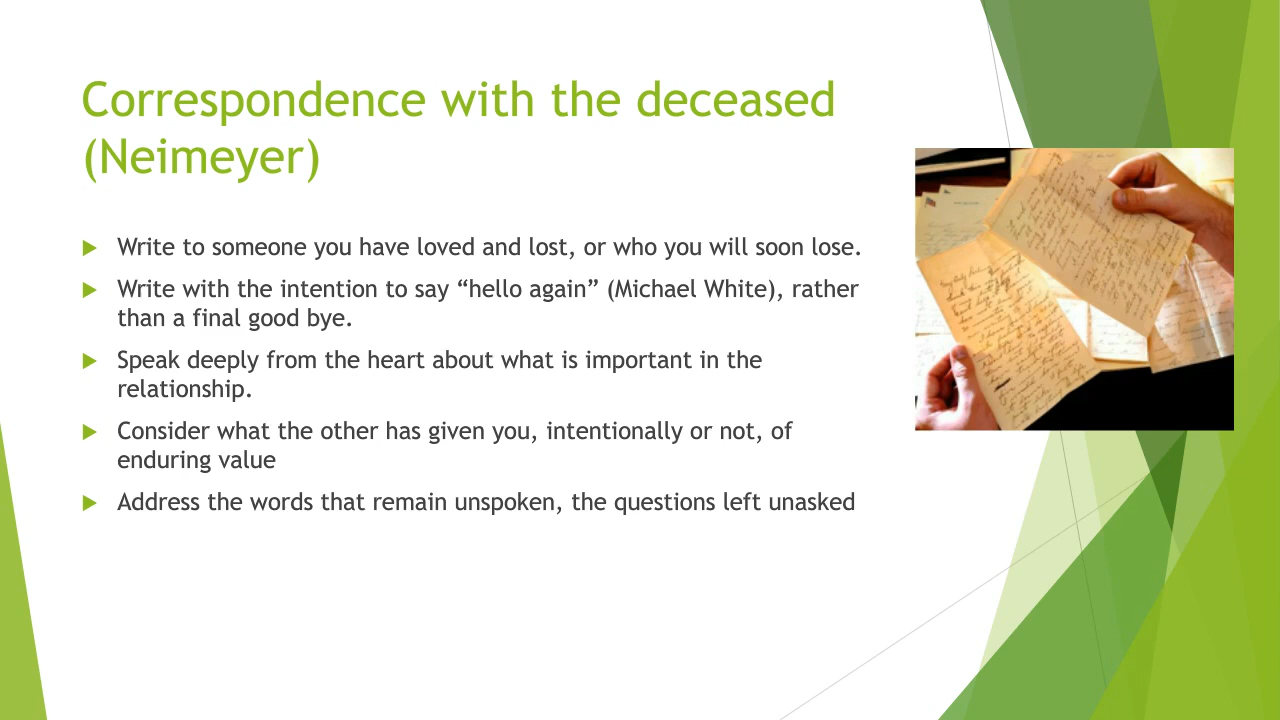 Correspondence with the deceased
(Neimeyer)
Write to someone you have loved and lost, or who you will soon lose.
Write with the intention to say “hello again” (Michael White), rather
than a final good bye.
Speak deeply from the heart about what is important in the
relationship.
Consider what the other has given you, intentionally or not, of
enduring value
Address the words that remain unspoken, the questions left unasked